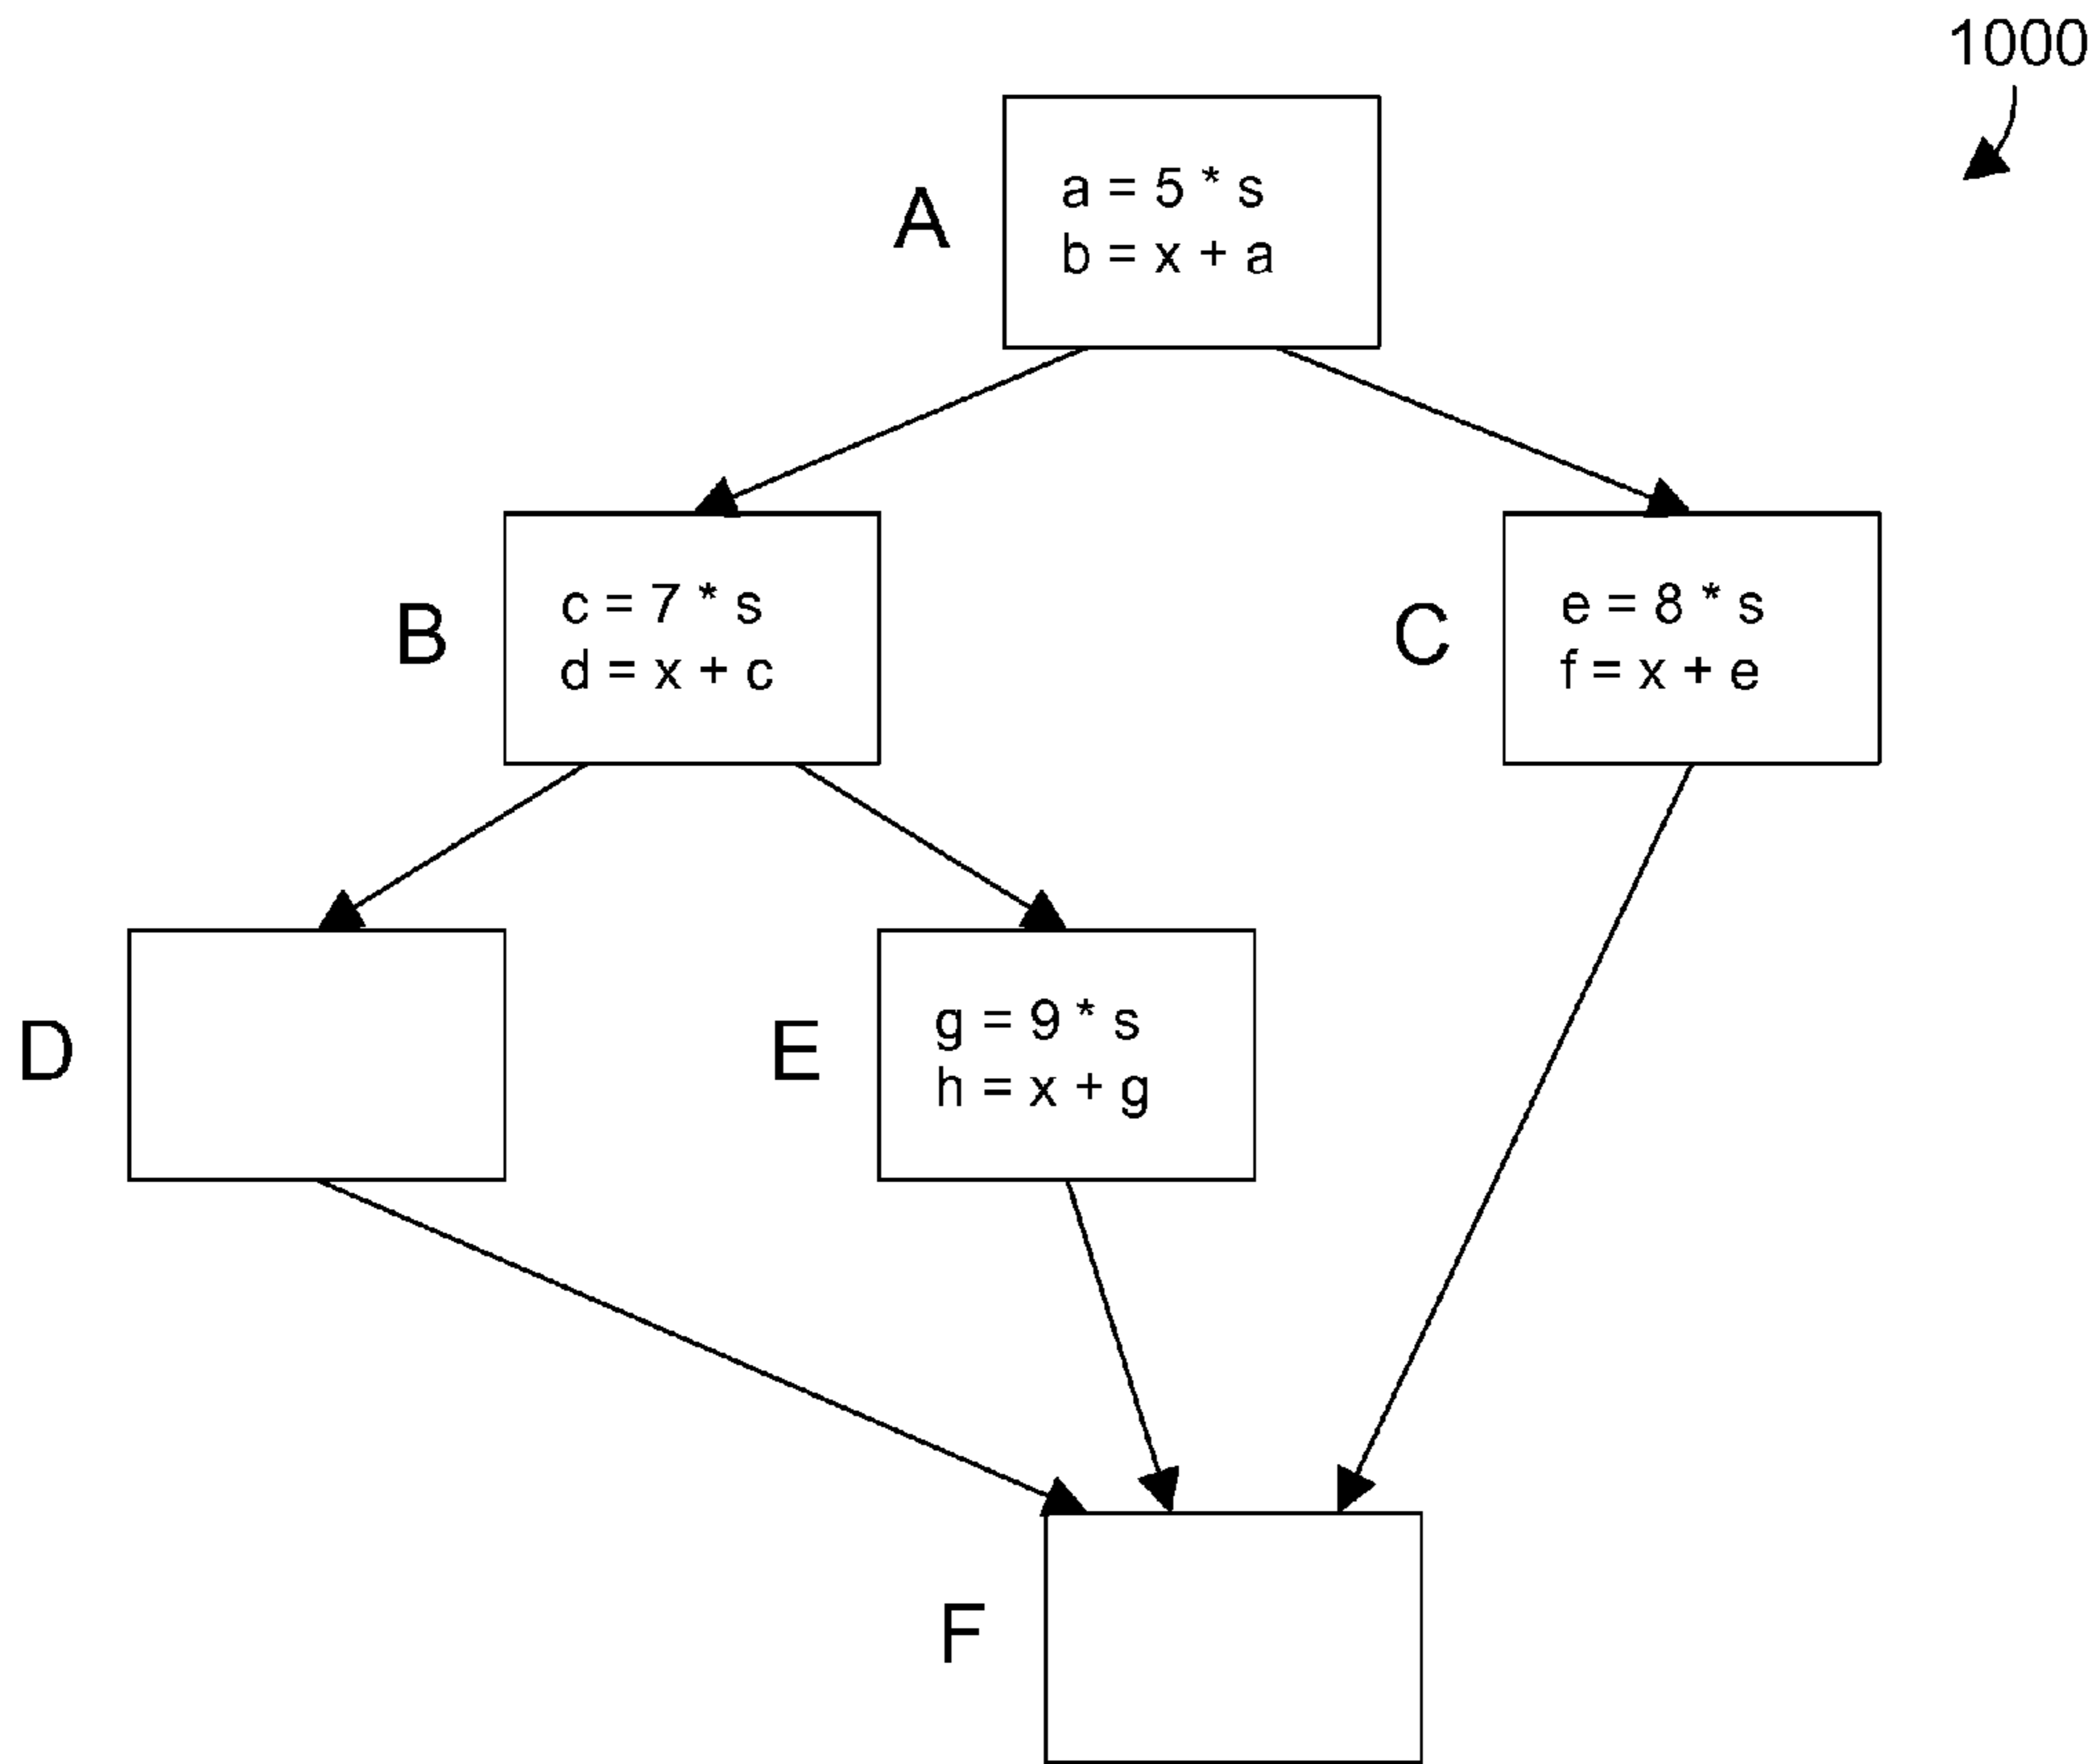 1000
A
a = 5 * s
b = x + a
B
c = 7 * s
d = x + c
C
e = 8 * s
f = x + e
D
E
g = 9 * s
h = x + g
F